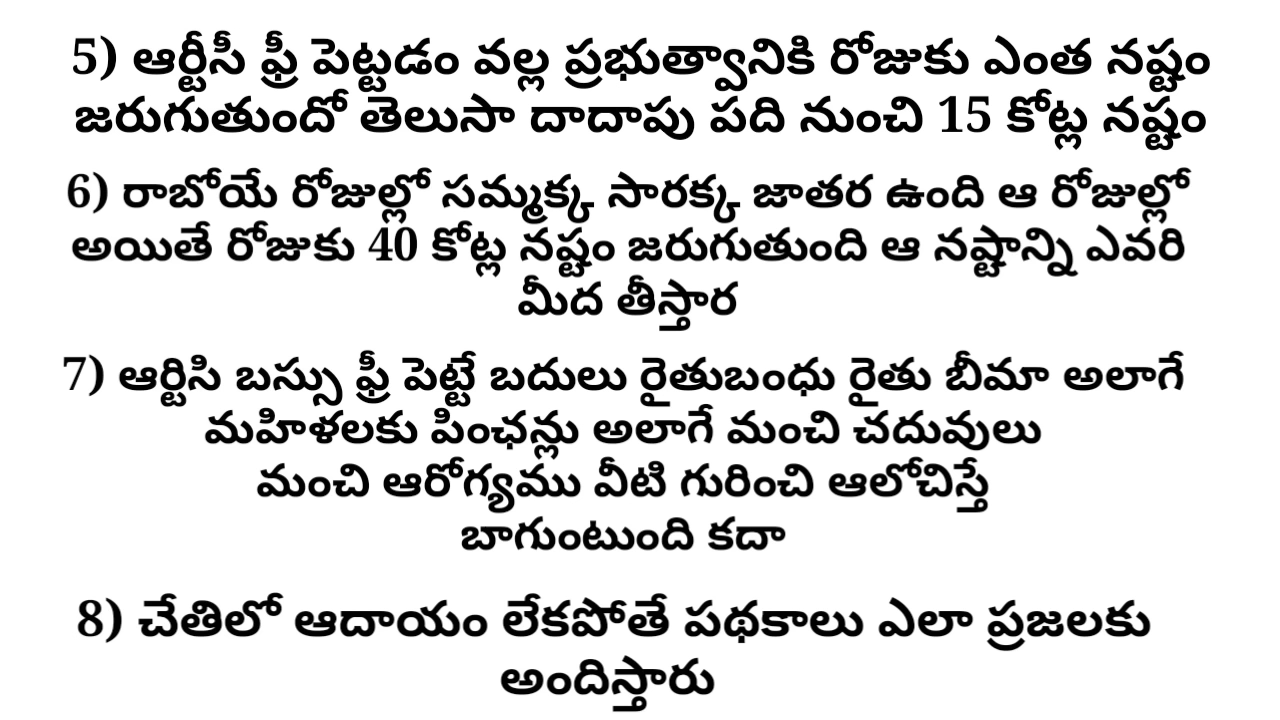 5) ఆర్టీసీ ఫ్రీ పెట్టడం వల్ల ప్రభుత్వానికి రోజుకు ఎంత నష్టం
జరుగుతుందో తెలుసా దాదాపు పది నుంచి 15 కోట్ల నష్టం
6) రాబోయే రోజుల్లో సమ్మక్క సారక్క జాతర ఉంది ఆ రోజుల్లో
అయితే రోజుకు 40 కోట్ల నష్టం జరుగుతుంది ఆ నష్టాన్ని ఎవరి
మీద తీస్తార
7) ఆర్టిసి బస్సు ఫ్రీ పెట్టే బదులు రైతుబంధు రైతు బీమా అలాగే
మహిళలకు పింఛన్లు అలాగే మంచి చదువులు
మంచి ఆరోగ్యము వీటి గురించి ఆలోచిస్తే
బాగుంటుంది కదా
8) చేతిలో ఆదాయం లేకపోతే పథకాలు ఎలా ప్రజలకు
అందిస్తారు